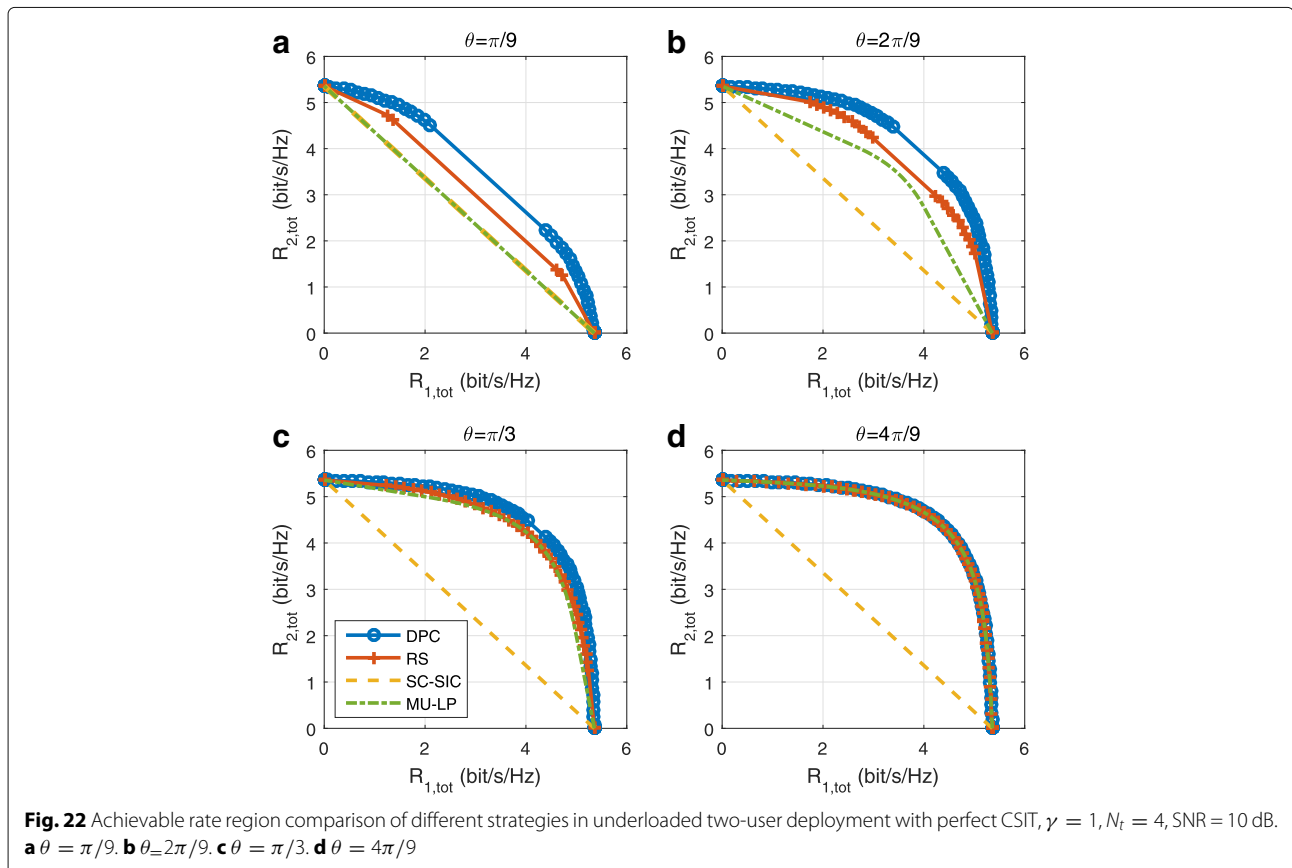 a
θ=π/9
6
5
4
3
2
1
0
0 2 4 6
R2,tot (bit/s/Hz)
R1,tot (bit/s/Hz)
b
θ=2π/9
6
5
4
3
2
1
0
0 2 4 6
R2,tot (bit/s/Hz)
R1,tot (bit/s/Hz)
c
θ=π/3
6
5
4
3
2
1
0
0 2 4 6
R2,tot (bit/s/Hz)
R1,tot (bit/s/Hz)
DPC
RS
SC-SIC
MU-LP
d
θ=4π/9
6
5
4
3
2
1
0
0 2 4 6
R2,tot (bit/s/Hz)
R1,tot (bit/s/Hz)
Fig. 22 Achievable rate region comparison of different strategies in underloaded two-user deployment with perfect CSIT, γ = 1, Nt = 4, SNR = 10 dB.
a θ = π/9. b θ=2π/9. c θ = π/3. d θ = 4π/9